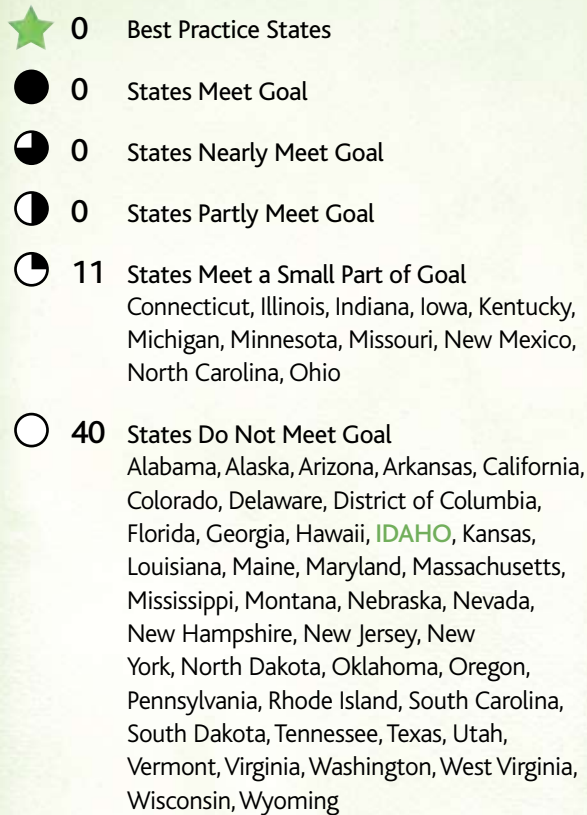 0 Best Practice States
0 States Meet Goal
0 States Nearly Meet Goal
0 States Partly Meet Goal
11 States Meet a Small Part of Goal
Connecticut, Illinois, Indiana, Iowa, Kentucky,
Michigan, Minnesota, Missouri, New Mexico,
North Carolina, Ohio
40 States Do Not Meet Goal
Alabama, Alaska, Arizona, Arkansas, California,
Colorado, Delaware, District of Columbia,
Florida, Georgia, Hawaii, IDAHO, Kansas,
Louisiana, Maine, Maryland, Massachusetts,
Mississippi, Montana, Nebraska, Nevada,
New Hampshire, New Jersey, New
York, North Dakota, Oklahoma, Oregon,
Pennsylvania, Rhode Island, South Carolina,
South Dakota, Tennessee, Texas, Utah,
Vermont, Virginia, Washington, West Virginia,
Wisconsin, Wyoming